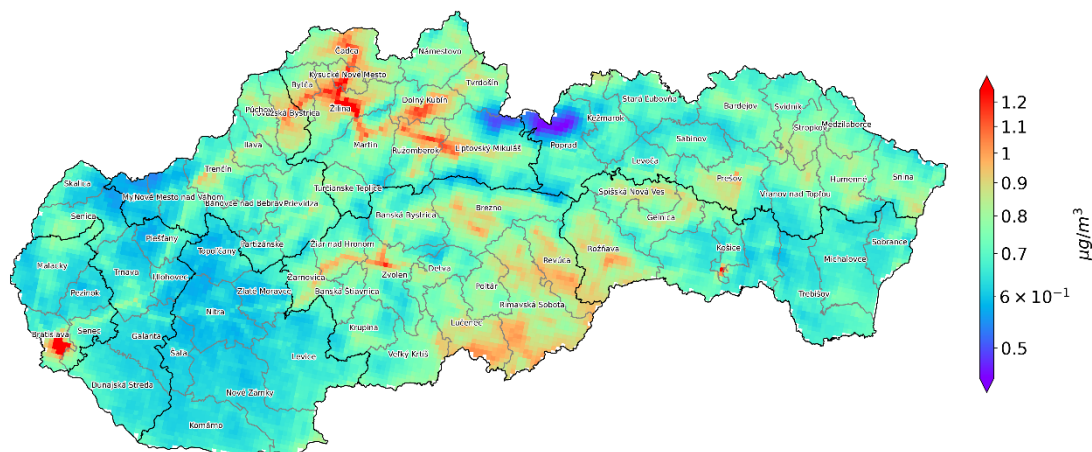 Čadca
Námestovo
Kysucké Nové Mesto
Bytča
Tvrdošín
Dolný Kubín
Žilina
Púchov
Považská Bystrica
Stará Ľubovňa
Bardejov
Svidník
Kežmarok
Stropkov
Medzilaborce
Sabinov
Ilava
Martin
Ružomberok
Liptovský Mikuláš
Poprad
Levoča
Trenčín
Prešov
Humenné
Snina
Vranov nad Topľou
Skalica
Nové Mesto nad Váhom
Bánovce nad Bebravou
Prievidza
Turčianske Teplice
Spišská Nová Ves
Gelnica
Senica
Banská Bystrica
Brezno
Piešťany
Topoľčany
Partizánske
Žiar nad Hronom
Rožňava
Košice
Sobrance
Malacky
Trnava
Hlohovec
Zvolen
Detva
Revúca
Michalovce
Pezinok
Zlaté Moravce
Žarnovica
Banská Štiavnica
Poltár
Nitra
Rimavská Sobota
Trebišov
Bratislava
Senec
Galanta
Krupina
Lučenec
Šaľa
Levice
Veľký Krtíš
Dunajská Streda
Nové Zámky
Komárno
1.2
1.1
1
0.9
0.8
0.7
6 × 10⁻¹
0.5
μg/m³